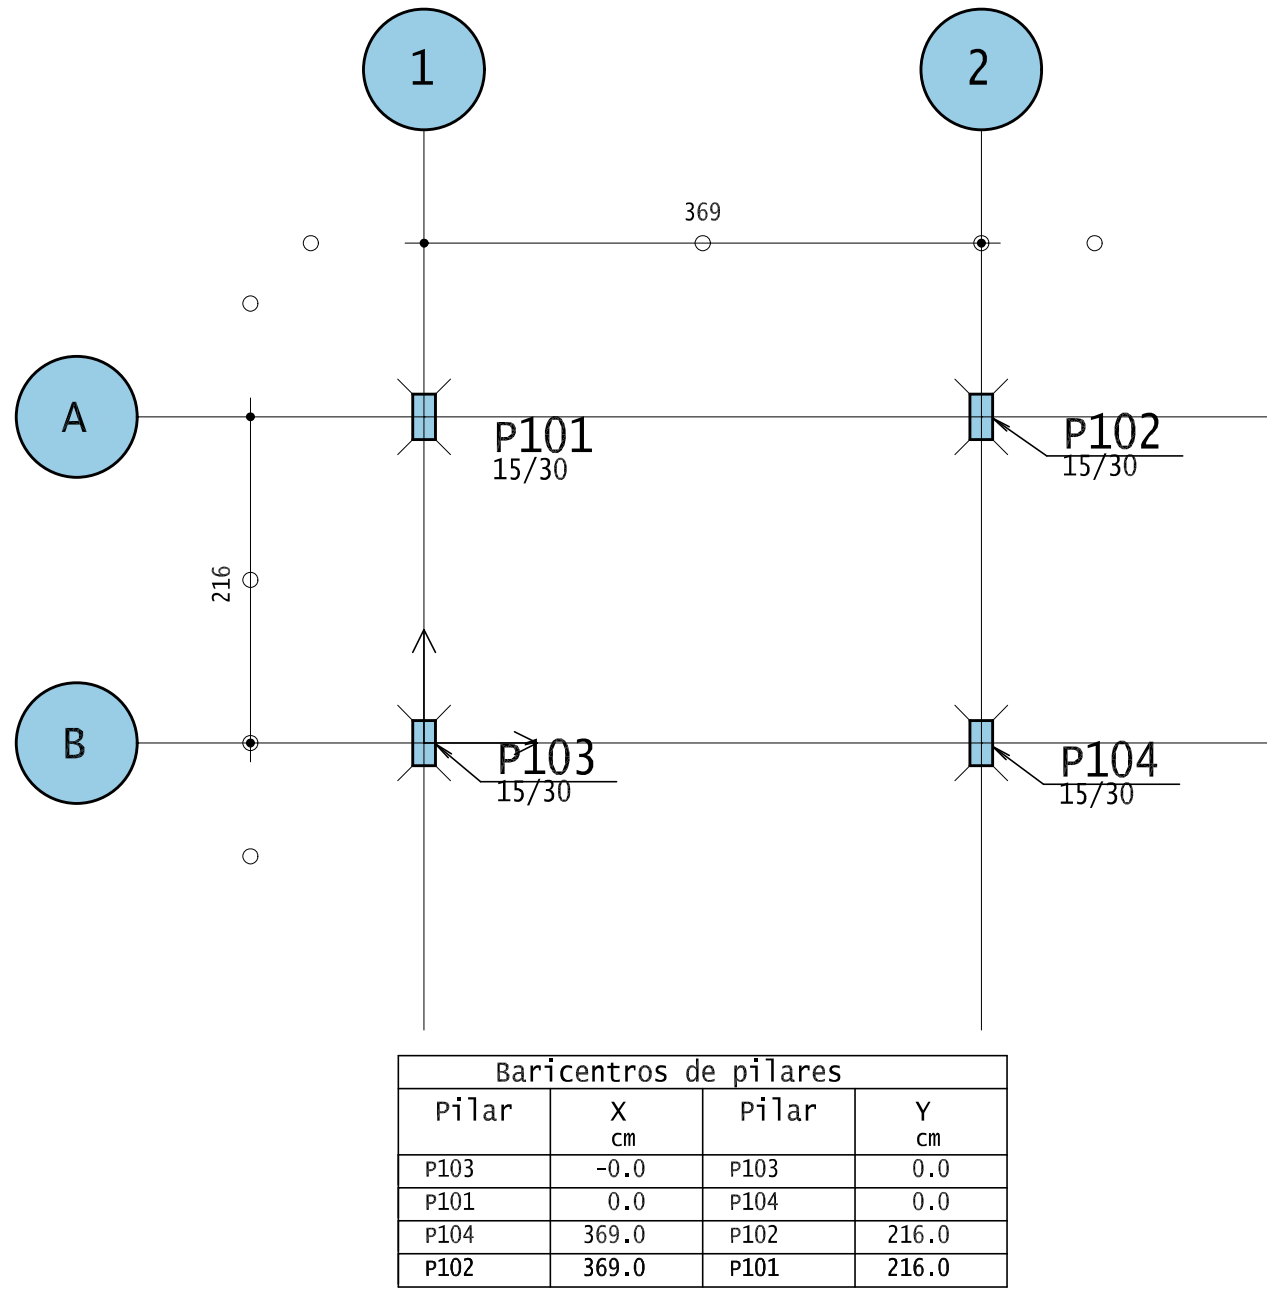 1
2
369
A
P101
15/30
P102
15/30
216
B
P103
15/30
P104
15/30
Baricentros de pilares
Pilar X cm Pilar Y cm
P103 -0.0 P103 0.0
P101 0.0 P104 0.0
P104 369.0 P102 216.0
P102 369.0 P101 216.0